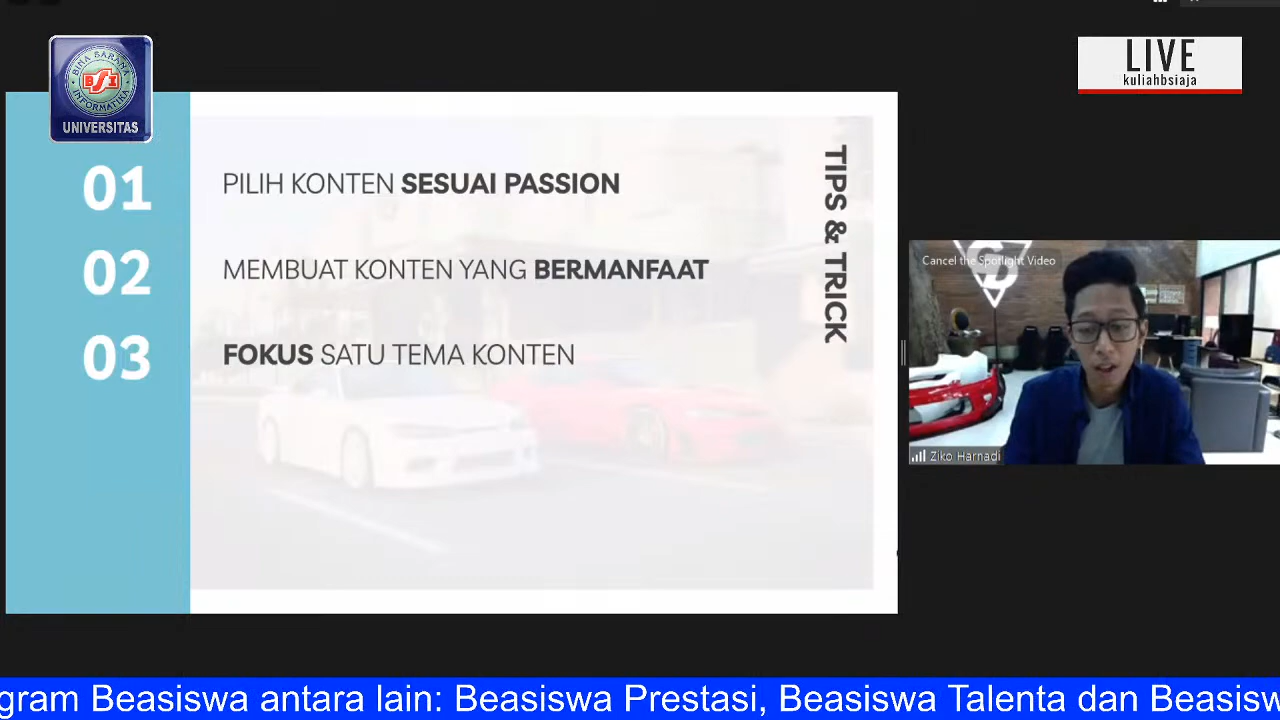 BINA SARANA
BSI
INFORMATIKA
UNIVERSITAS
LIVE
kuliahbsiaja
01 PILIH KONTEN SESUAI PASSION
02 MEMBUAT KONTEN YANG BERMANFAAT
03 FOKUS SATU TEMA KONTEN
TIPS & TRICK
Cancel the Spotlight Video
Ziko Harnadi
gram Beasiswa antara lain: Beasiswa Prestasi, Beasiswa Talenta dan Beasisw